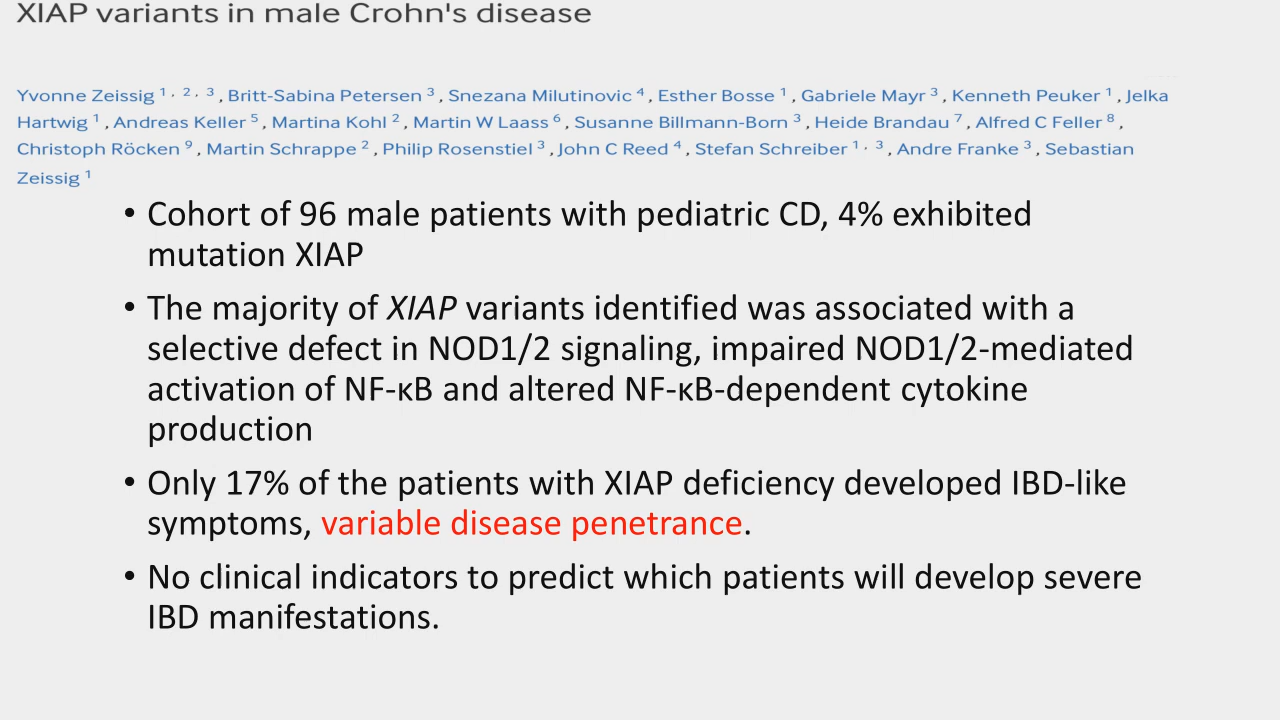 XIAP variants in male Crohn's disease
Yvonne Zeissig 1, 2, 3, Britt-Sabina Petersen 3, Snezana Milutinovic 4, Esther Bosse 1, Gabriele Mayr 3, Kenneth Peuker 1, Jelka
Hartwig 1, Andreas Keller 5, Martina Kohl 2, Martin W Laass 6, Susanne Billmann-Born 3, Heide Brandau 7, Alfred C Feller 8,
Christoph Röcken 9, Martin Schrappe 2, Philip Rosenstiel 3, John C Reed 4, Stefan Schreiber 1, 3, Andre Franke 3, Sebastian
Zeissig 1
• Cohort of 96 male patients with pediatric CD, 4% exhibited
mutation XIAP
• The majority of XIAP variants identified was associated with a
selective defect in NOD1/2 signaling, impaired NOD1/2-mediated
activation of NF-κB and altered NF-κB-dependent cytokine
production
• Only 17% of the patients with XIAP deficiency developed IBD-like
symptoms, variable disease penetrance.
• No clinical indicators to predict which patients will develop severe
IBD manifestations.